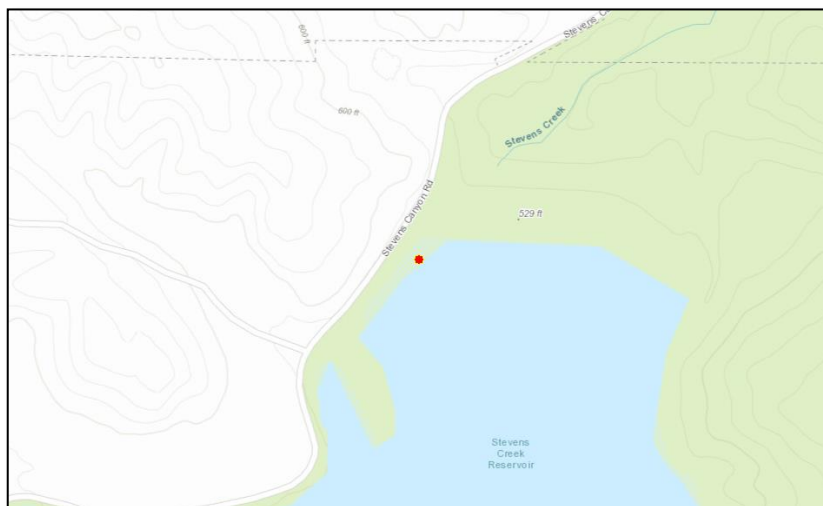 Stevens C
600 ft
600 ft
Stevens Creek
Stevens Canyon Rd
529 ft
Stevens
Creek
Reservoir